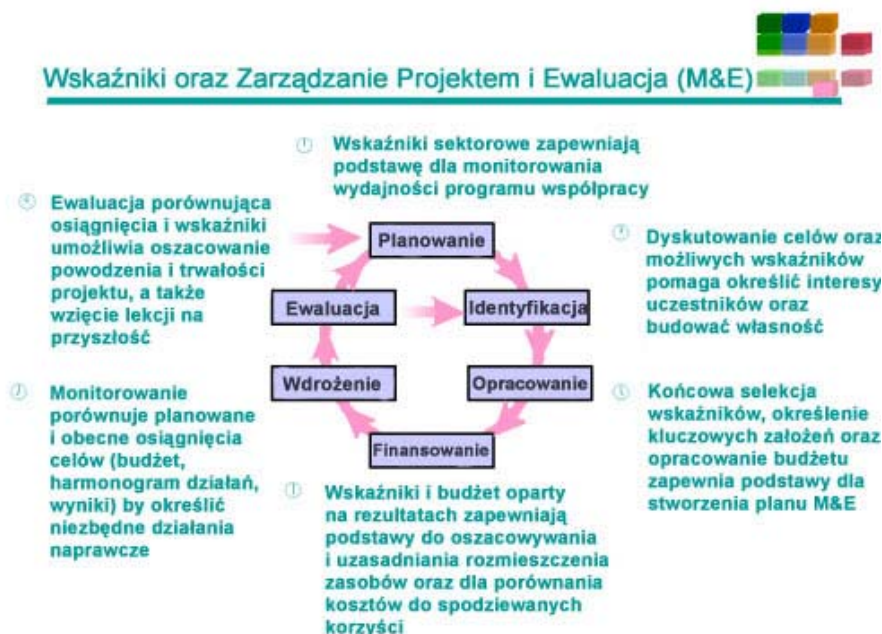 Wskaźniki oraz Zarządzanie Projektem i Ewaluacja (M&E)
Wskaźniki sektorowe zapewniają
podstawę dla monitorowania
wydajności programu współpracy
Ewaluacja porównująca
osiągnięcia i wskaźniki
umożliwia oszacowanie
powodzenia i trwałości
projektu, a także
wzięcie lekcji na
przyszłość
Planowanie
Dyskutowanie celów oraz
możliwych wskaźników
pomaga określić interesy
uczestników oraz
budować własność
Ewaluacja
Identyfikacja
Wdrożenie
Opracowanie
Finansowanie
Monitorowanie
porównuje planowane
i obecne osiągnięcia
celów (budżet,
harmonogram działań,
wyniki) by określić
niezbędne działania
naprawcze
Końcowa selekcja
wskaźników, określenie
kluczowych założeń oraz
opracowanie budżetu
zapewnia podstawy dla
stworzenia planu M&E
Wskaźniki i budżet oparty
na rezultatach zapewniają
podstawy do oszacowywania
i uzasadniania rozmieszczenia
zasobów oraz dla porównania
kosztów do spodziewanych
korzyści